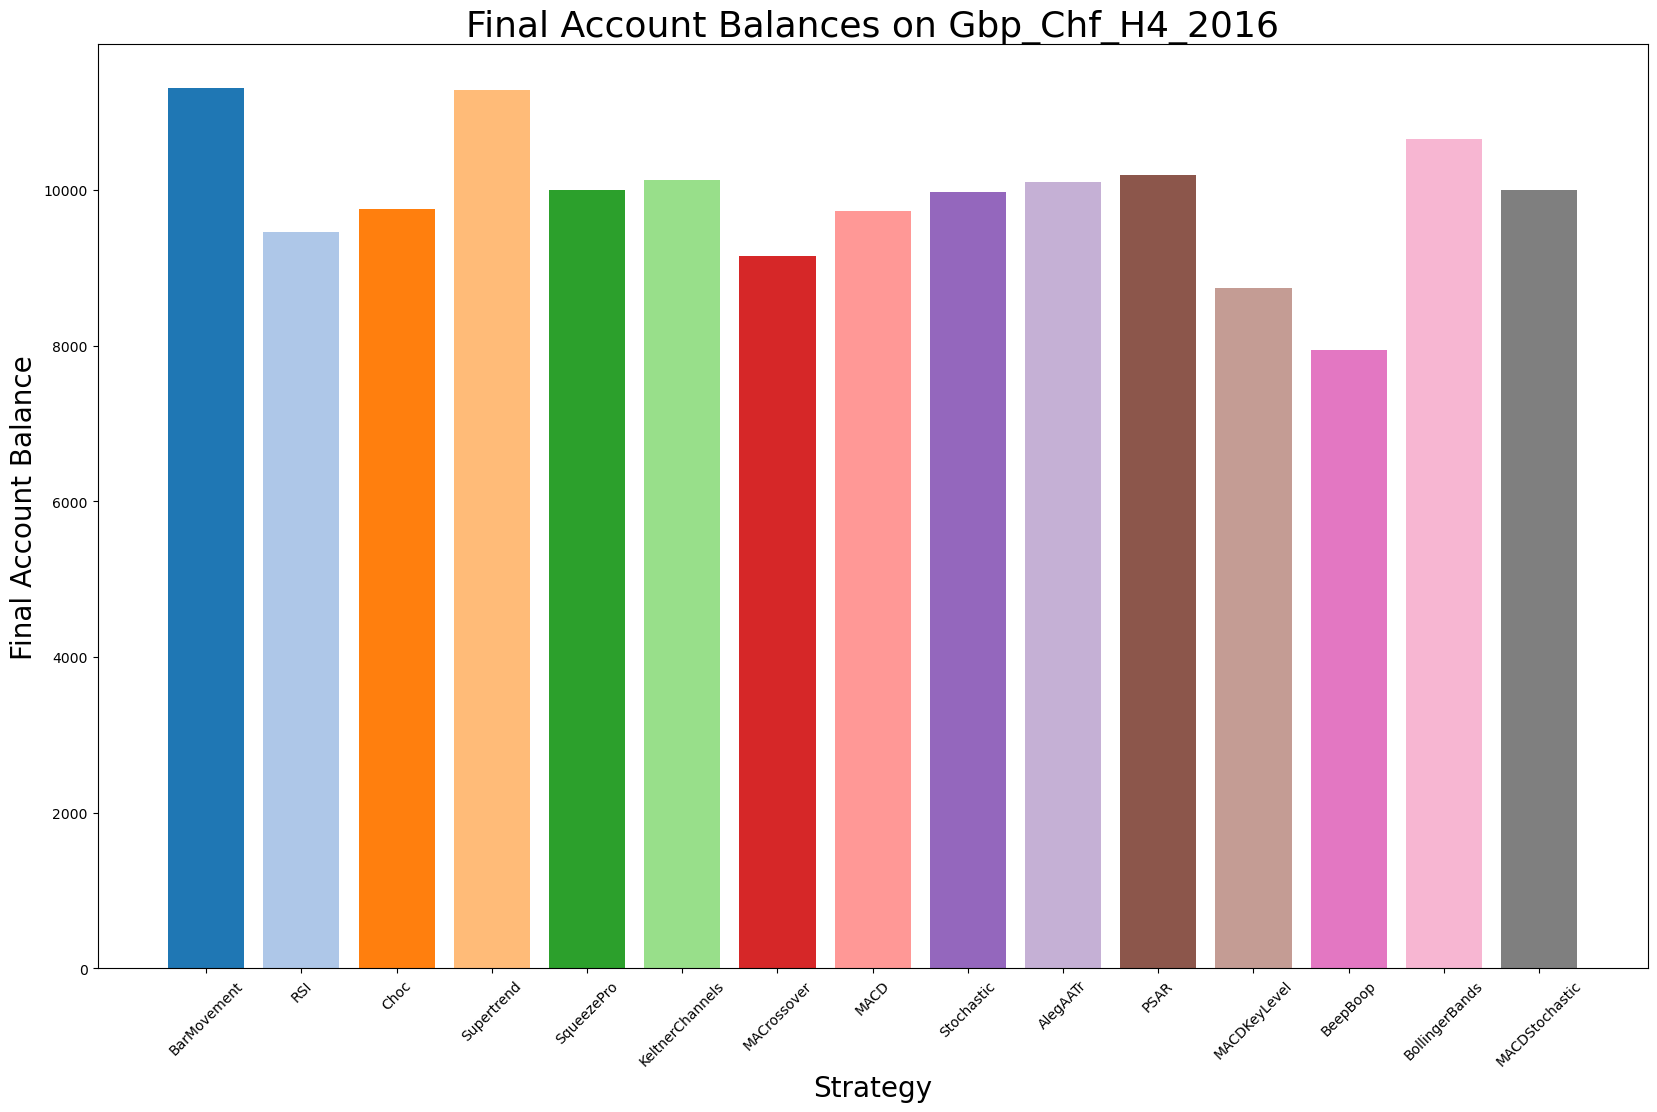 Final Account Balances on Gbp_Chf_H4_2016
Final Account Balance
10000
8000
6000
4000
2000
0
BarMovement
RSI
Choc
Supertrend
SqueezePro
KeltnerChannels
MACrossover
MACD
Stochastic
AlegAATr
PSAR
MACDKeyLevel
BeepBoop
BollingerBands
MACDStochastic
Strategy